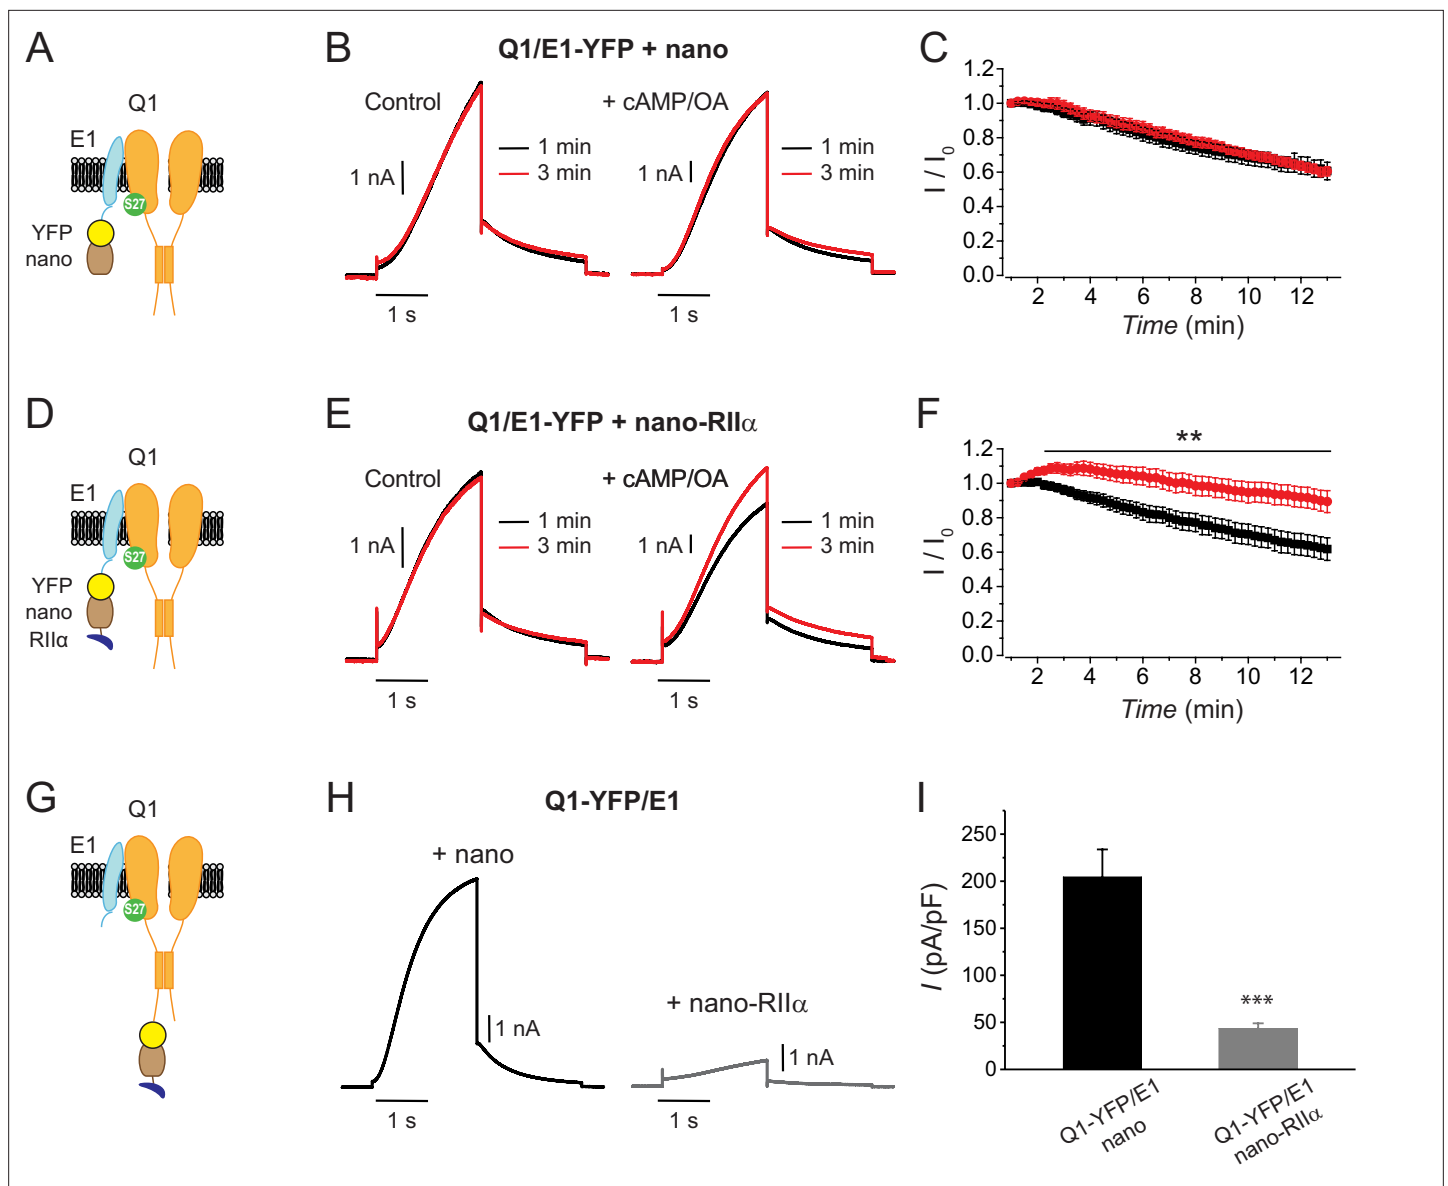 A
Q1
E1
S27
YFP
nano
B
Q1/E1-YFP + nano
Control
1 nA
1 min
3 min
1 s
+ cAMP/OA
1 nA
1 min
3 min
1 s
C
I / I0
1.2
1.0
0.8
0.6
0.4
0.2
0.0
2 4 6 8 10 12
Time (min)
D
Q1
E1
S27
YFP
nano
RIIα
E
Q1/E1-YFP + nano-RIIα
Control
1 nA
1 min
3 min
1 s
+ cAMP/OA
1 nA
1 min
3 min
1 s
F
**
I / I0
1.2
1.0
0.8
0.6
0.4
0.2
0.0
2 4 6 8 10 12
Time (min)
G
Q1
E1
S27
H
Q1-YFP/E1
+ nano
1 nA
1 s
+ nano-RIIα
1 nA
1 s
I
I (pA/pF)
250
200
150
100
50
0
***
Q1-YFP/E1
nano
Q1-YFP/E1
nano-RIIα